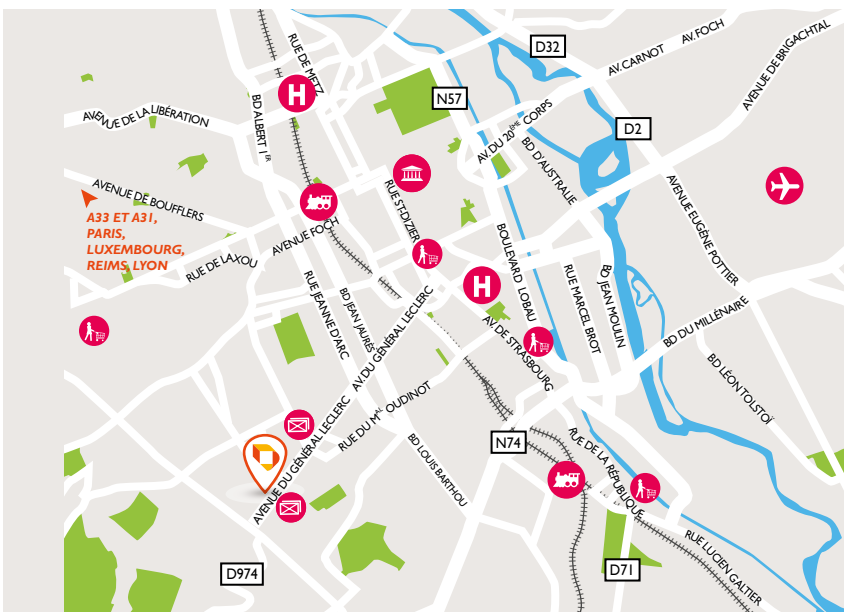 D32
AV. FOCH
AV. CARNOT
AVENUE DE BRIGACHTAL
RUE DE METZ
H
N57
AVENUE DE LA LIBÉRATION
BD ALBERT 1ER
AV. DU 20ÈME CORPS
D2
BD D'AUSTRALIE
AVENUE DE BOUFFLERS
A33 ET A31,
PARIS,
LUXEMBOURG,
REIMS, LYON
RUE ST-DIZIER
AVENUE EUGÈNE POTTIER
AVENUE FOCH
RUE DE LAXOU
BOULEVARD LOBAU
H
RUE MARCEL BROT
BD JEAN MOULIN
RUE JEANNE D'ARC
BD JEAN JAURÈS
AV. DU GÉNÉRAL LECLERC
AV. DE STRASBOURG
BD DU MILLÉNAIRE
BD LÉON TOLSTOÏ
RUE DU MAL OUDINOT
AVENUE DU GÉNÉRAL LECLERC
BD LOUIS BARTHOU
N74
RUE DE LA RÉPUBLIQUE
RUE LUCIEN GALTIER
D974
D71